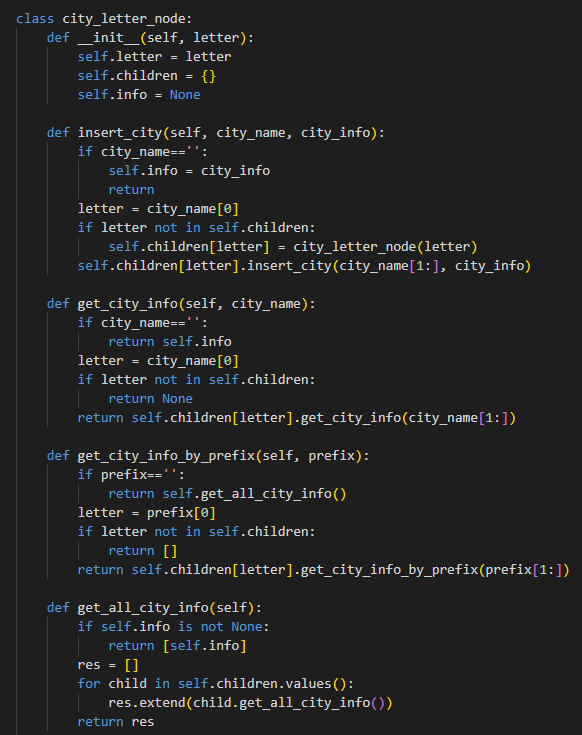 class city_letter_node:
    def __init__(self, letter):
        self.letter = letter
        self.children = {}
        self.info = None

    def insert_city(self, city_name, city_info):
        if city_name=='':
            self.info = city_info
            return
        letter = city_name[0]
        if letter not in self.children:
            self.children[letter] = city_letter_node(letter)
        self.children[letter].insert_city(city_name[1:], city_info)

    def get_city_info(self, city_name):
        if city_name=='':
            return self.info
        letter = city_name[0]
        if letter not in self.children:
            return None
        return self.children[letter].get_city_info(city_name[1:])

    def get_city_info_by_prefix(self, prefix):
        if prefix=='':
            return self.get_all_city_info()
        letter = prefix[0]
        if letter not in self.children:
            return []
        return self.children[letter].get_city_info_by_prefix(prefix[1:])

    def get_all_city_info(self):
        if self.info is not None:
            return [self.info]
        res = []
        for child in self.children.values():
            res.extend(child.get_all_city_info())
        return res